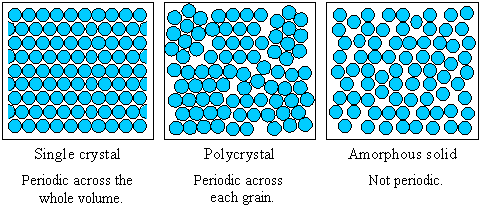 Single crystal
Periodic across the
whole volume.
Polycrystal
Periodic across
each grain.
Amorphous solid
Not periodic.